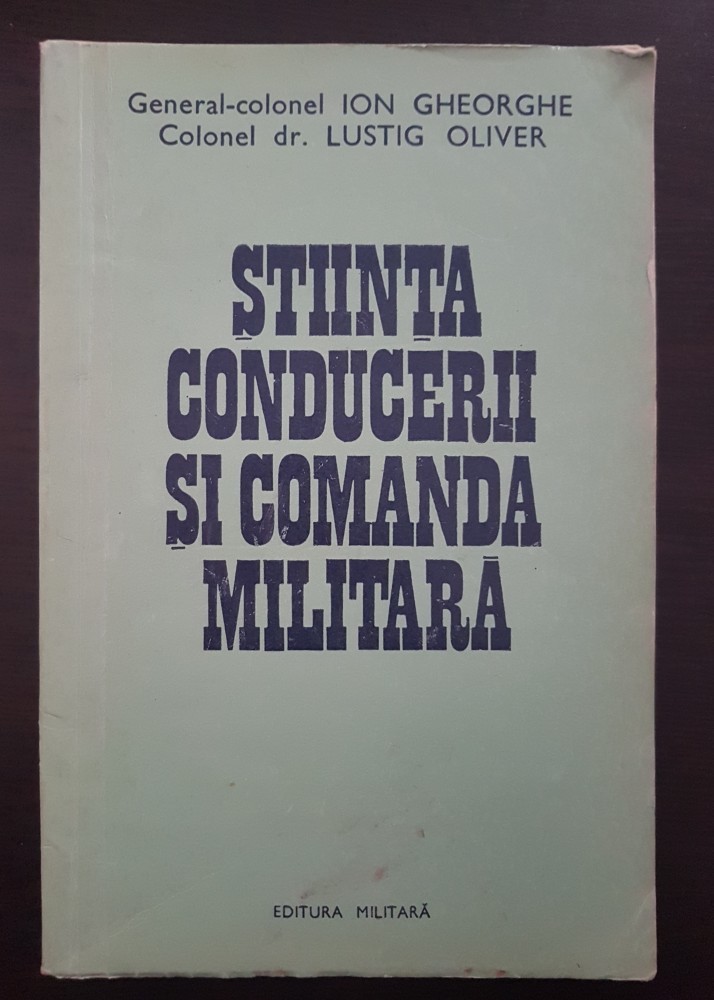 General-colonel ION GHEORGHE
Colonel dr. LUSTIG OLIVER
ȘTIINȚA
CONDUCERII
ȘI COMANDA
MILITARĂ
EDITURA MILITARĂ